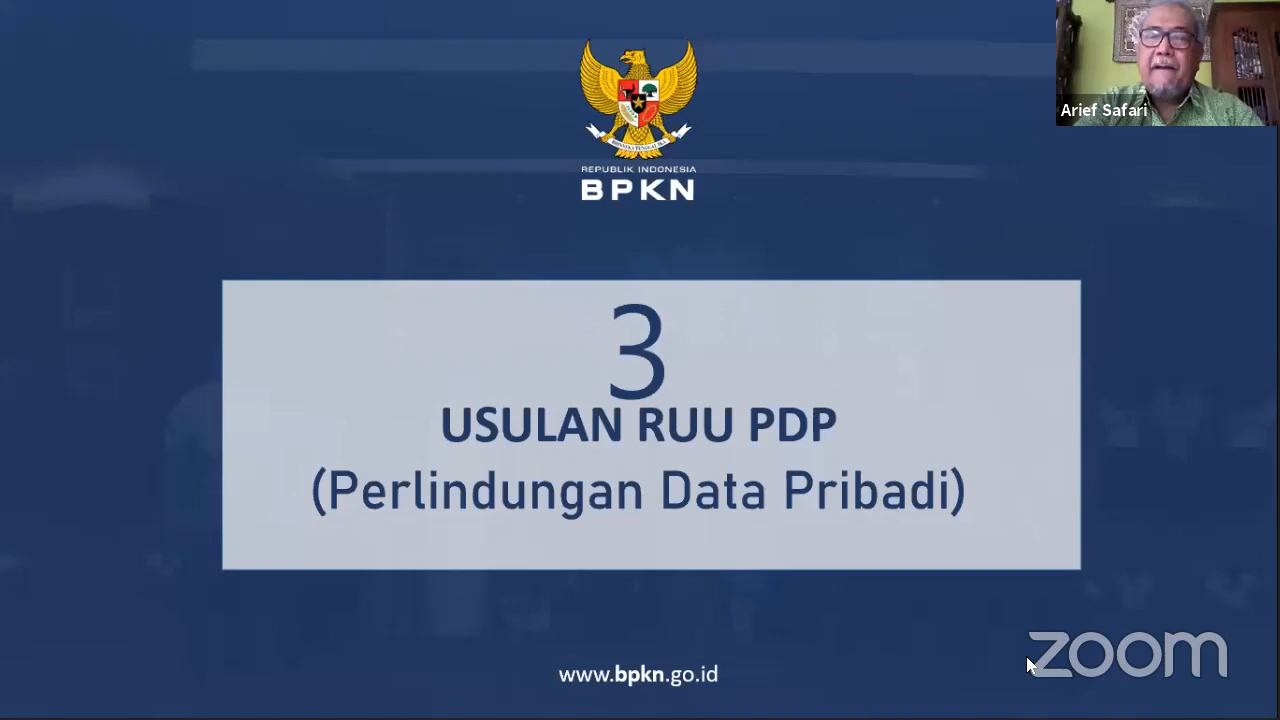 REPUBLIK INDONESIA
BPKN
Arief Safari
3
USULAN RUU PDP
(Perlindungan Data Pribadi)
zoom
www.bpkn.go.id